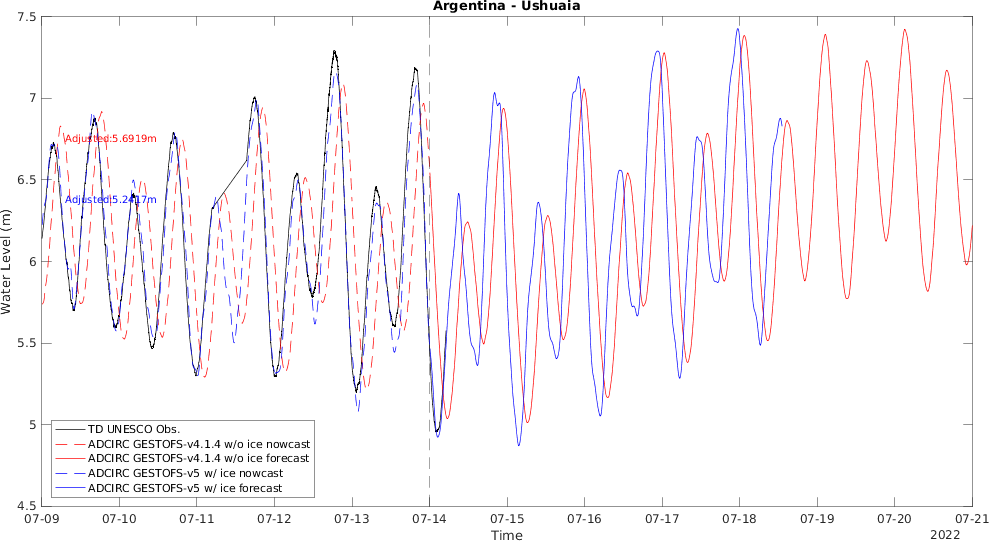 Argentina - Ushuaia
7.5
7
6.5
6
5.5
5
4.5
Water Level (m)
Adjusted:5.6919m
Adjusted:5.2417m
TD UNESCO Obs.
ADCIRC GESTOFS-v4.1.4 w/o ice nowcast
ADCIRC GESTOFS-v4.1.4 w/o ice forecast
ADCIRC GESTOFS-v5 w/ ice nowcast
ADCIRC GESTOFS-v5 w/ ice forecast
07-09 07-10 07-11 07-12 07-13 07-14 07-15 07-16 07-17 07-18 07-19 07-20 07-21
Time
2022